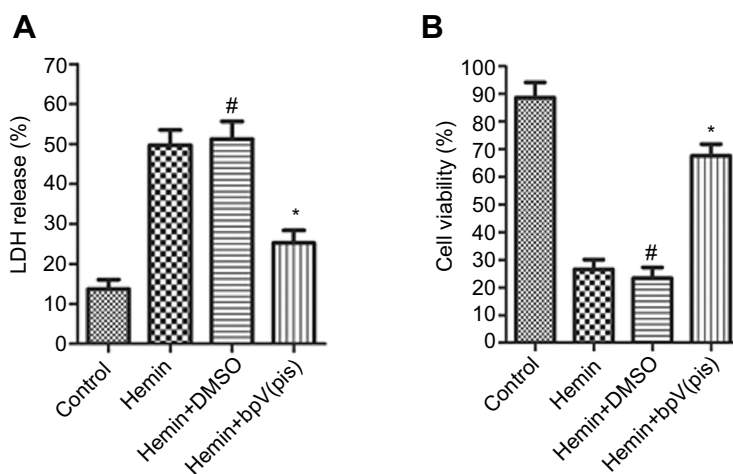 A
LDH release (%)
70
60
50
40
30
20
10
0
#
*
Control
Hemin
Hemin+DMSO
Hemin+bpV(pis)
B
Cell viability (%)
100
90
80
70
60
50
40
30
20
10
0
#
*
Control
Hemin
Hemin+DMSO
Hemin+bpV(pis)